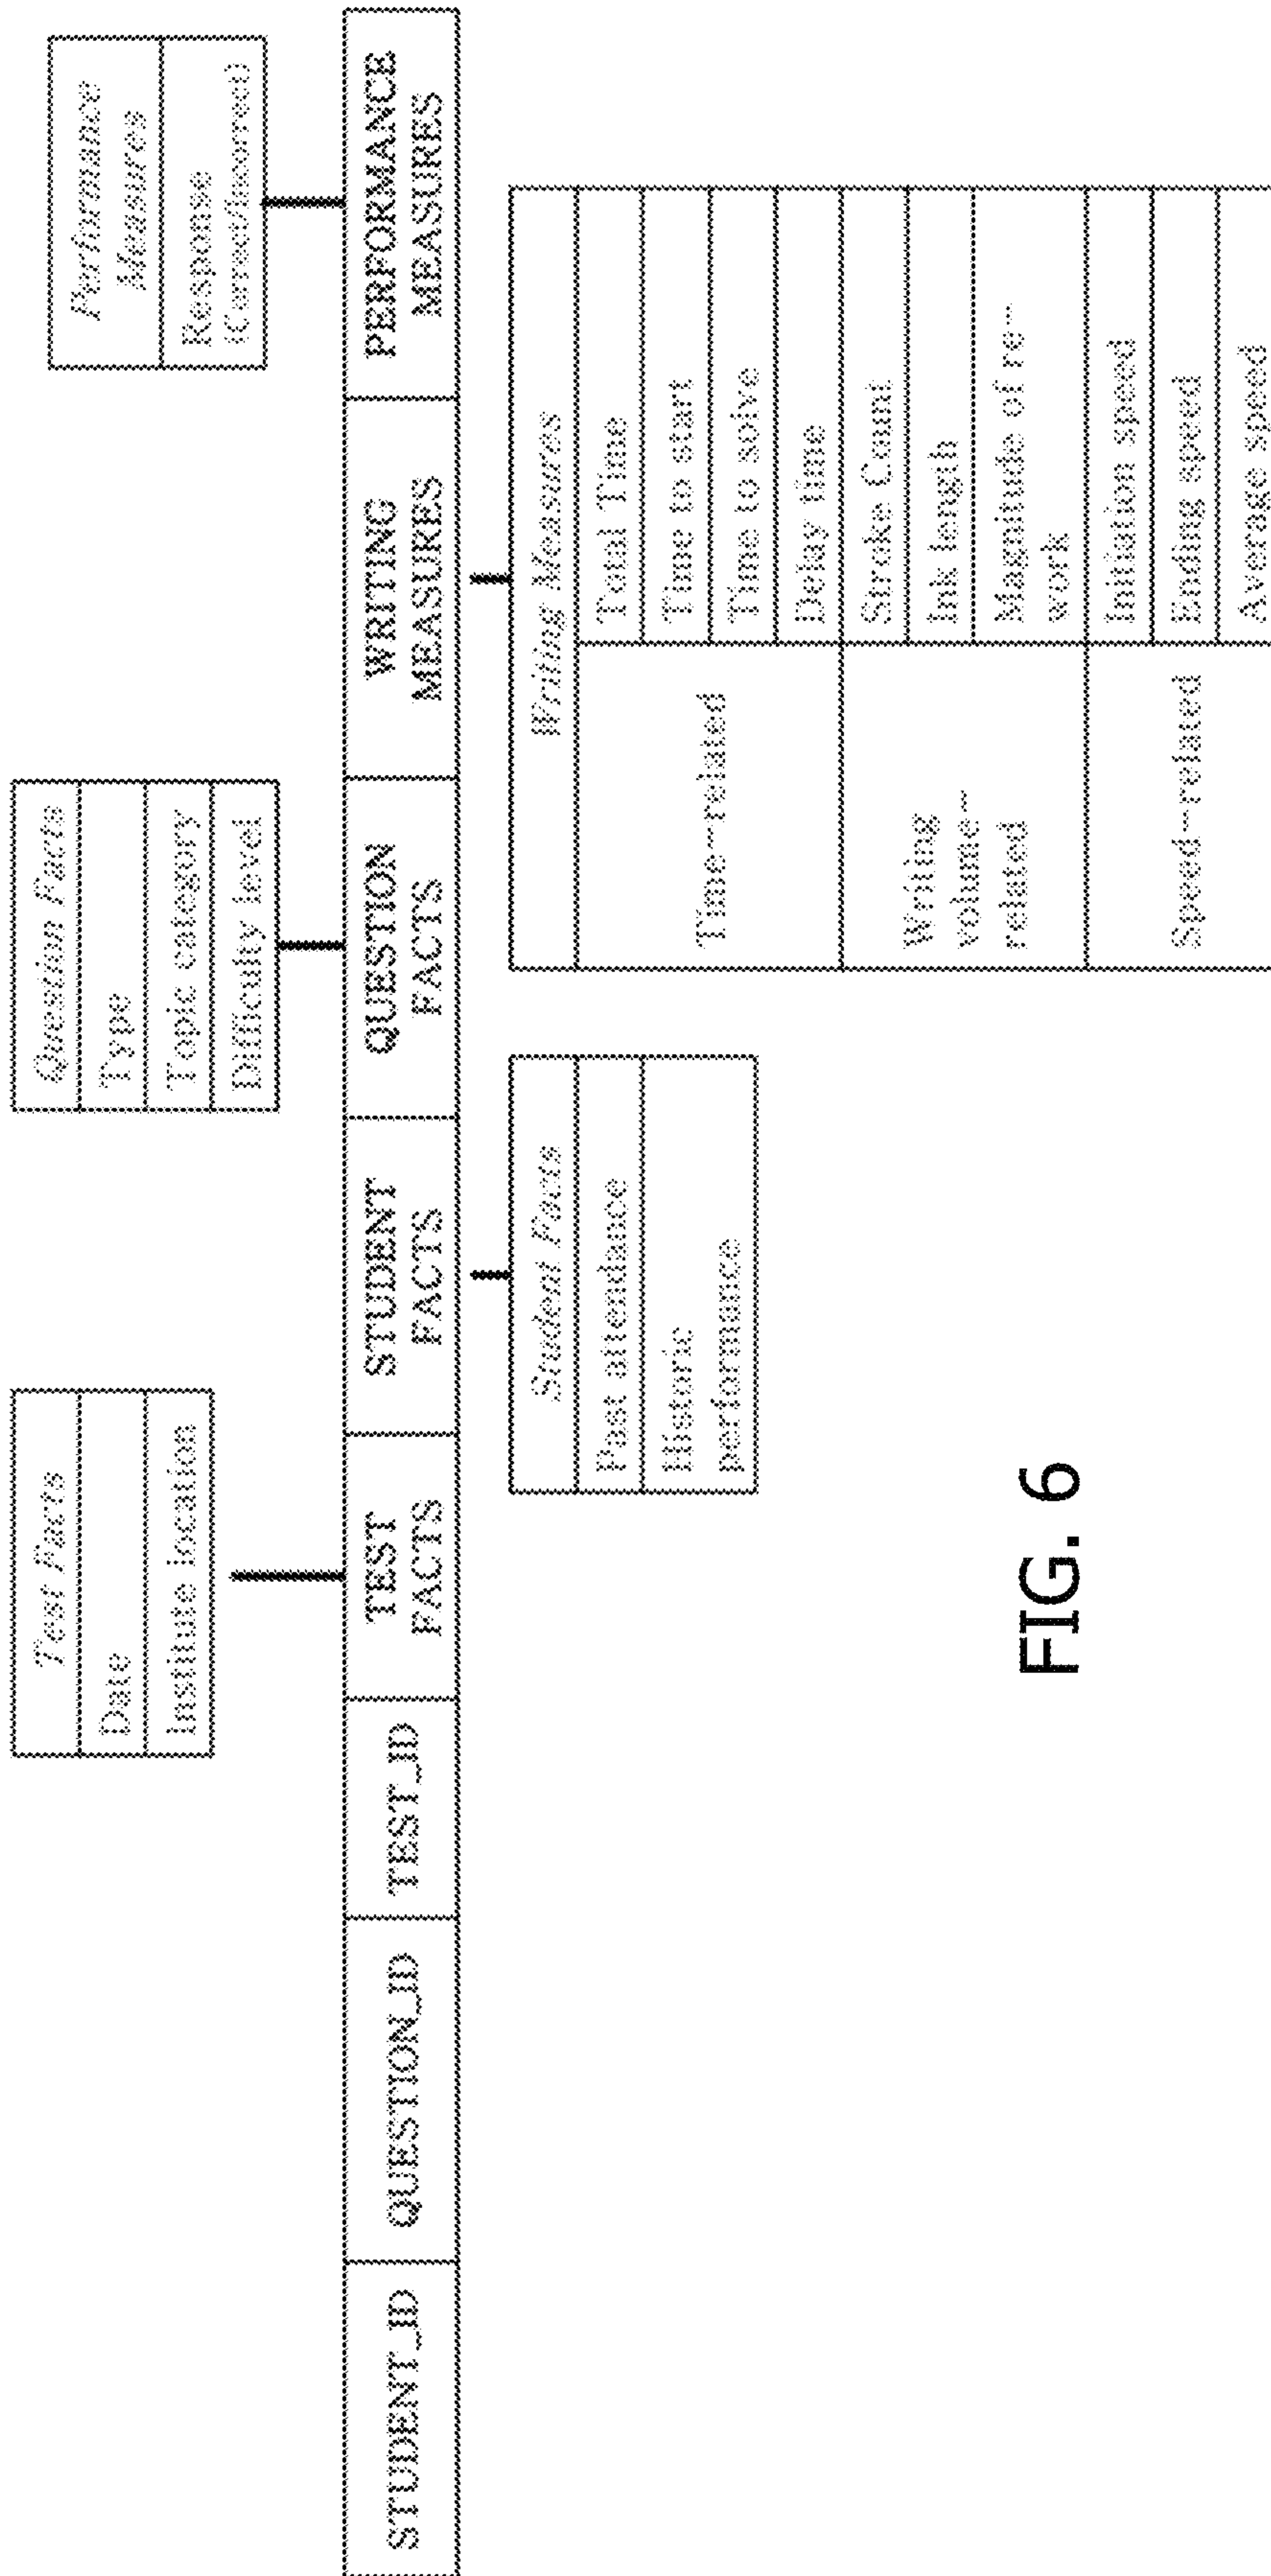 Test Facts
Date
Institute location
Question Facts
Type
Topic category
Difficulty level
Performance
Measures
Response
(Correct/Incorrect)
STUDENT_ID
QUESTION_ID
TEST_ID
TEST
FACTS
STUDENT
FACTS
QUESTION
FACTS
WRITING
MEASURES
PERFORMANCE
MEASURES
Student Facts
Past attendance
Historic
performance
Writing Measures
Time-related
Total Time
Time to start
Time to solve
Delay time
Writing
volume-
related
Stroke Count
Ink length
Magnitude of re-
work
Speed-related
Initiation speed
Ending speed
Average speed
FIG. 6